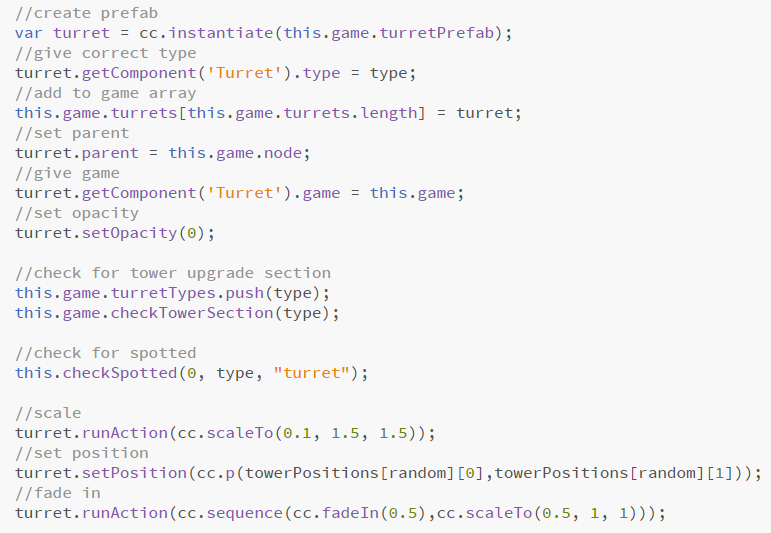 //create prefab
var turret = cc.instantiate(this.game.turretPrefab);
//give correct type
turret.getComponent('Turret').type = type;
//add to game array
this.game.turrets[this.game.turrets.length] = turret;
//set parent
turret.parent = this.game.node;
//give game
turret.getComponent('Turret').game = this.game;
//set opacity
turret.setOpacity(0);
//check for tower upgrade section
this.game.turretTypes.push(type);
this.game.checkTowerSection(type);
//check for spotted
this.checkSpotted(0, type, "turret");
//scale
turret.runAction(cc.scaleTo(0.1, 1.5, 1.5));
//set position
turret.setPosition(cc.p(towerPositions[random][0],towerPositions[random][1]));
//fade in
turret.runAction(cc.sequence(cc.fadeIn(0.5),cc.scaleTo(0.5, 1, 1)));